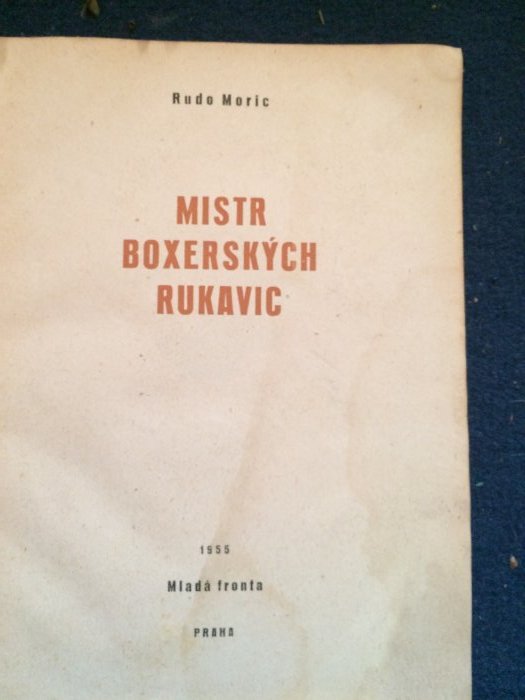 Rudo Moric
MISTR
BOXERSKÝCH
RUKAVIC
1955
Mladá fronta
PRAHA